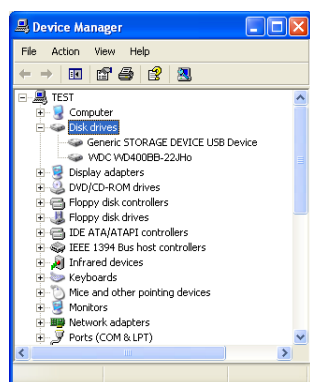 Device Manager
File Action View Help
TEST
Computer
Disk drives
Generic STORAGE DEVICE USB Device
WDC WD400BB-22JHo
Display adapters
DVD/CD-ROM drives
Floppy disk controllers
Floppy disk drives
IDE ATA/ATAPI controllers
IEEE 1394 Bus host controllers
Infrared devices
Keyboards
Mice and other pointing devices
Monitors
Network adapters
Ports (COM & LPT)